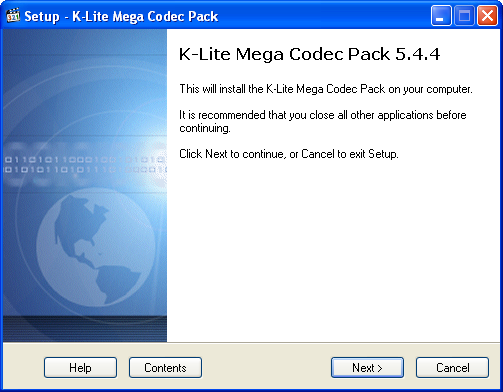 Setup - K-Lite Mega Codec Pack
K-Lite Mega Codec Pack 5.4.4
This will install the K-Lite Mega Codec Pack on your computer.
It is recommended that you close all other applications before
continuing.
Click Next to continue, or Cancel to exit Setup.
Help
Contents
Next >
Cancel